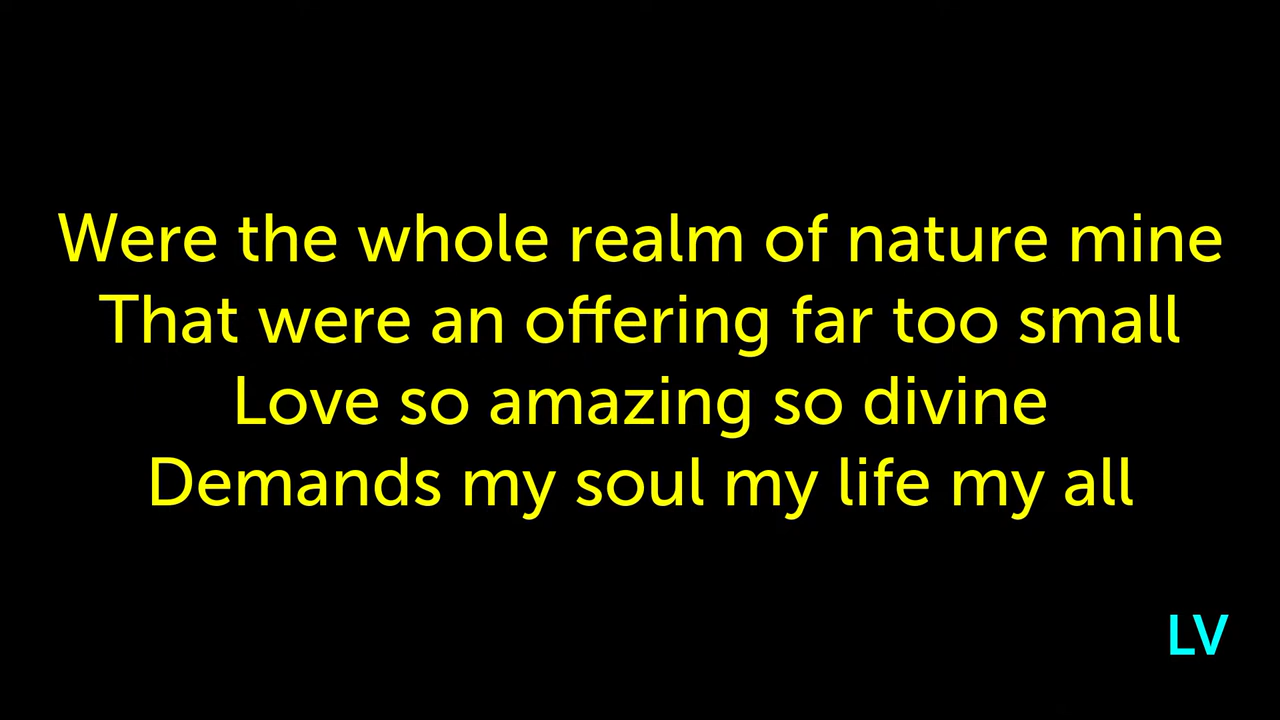 Were the whole realm of nature mine
That were an offering far too small
Love so amazing so divine
Demands my soul my life my all
LV